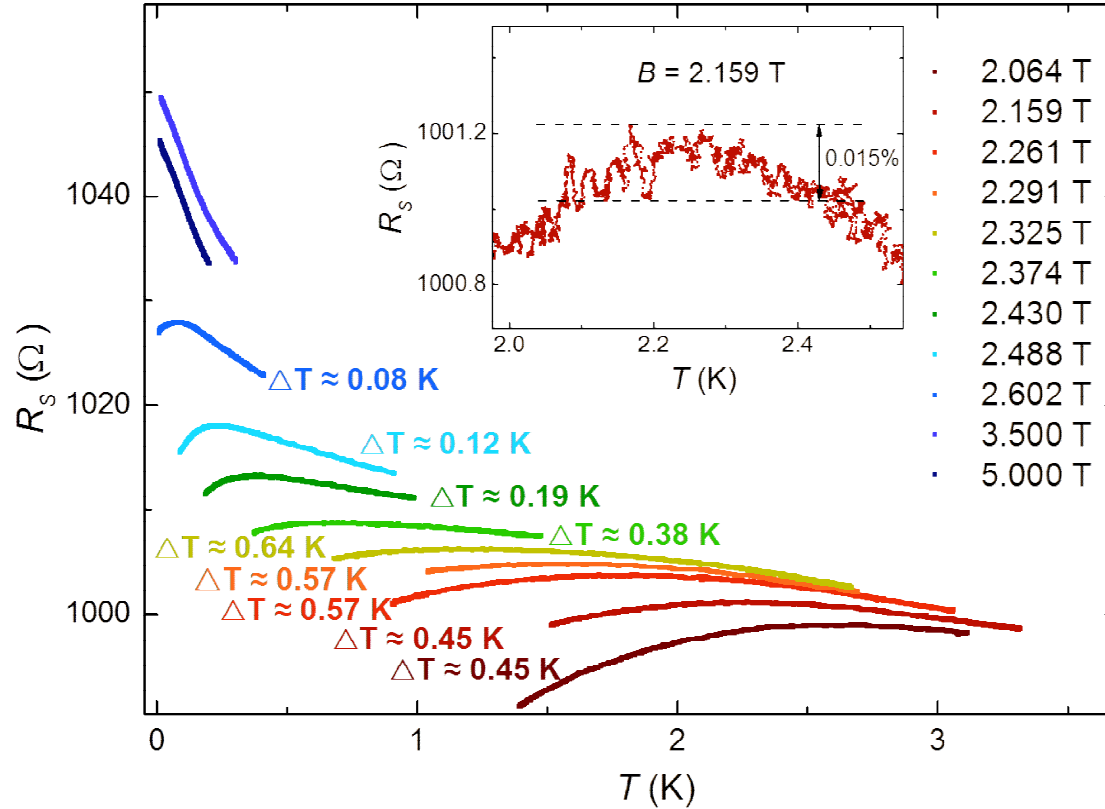 B = 2.159 T
0.015%
1001.2
1000.8
R_S (Ω)
2.0
2.2
2.4
T (K)
2.064 T
2.159 T
2.261 T
2.291 T
2.325 T
2.374 T
2.430 T
2.488 T
2.602 T
3.500 T
5.000 T
1040
1020
1000
R_S (Ω)
△T ≈ 0.08 K
△T ≈ 0.12 K
△T ≈ 0.19 K
△T ≈ 0.38 K
△T ≈ 0.64 K
△T ≈ 0.57 K
△T ≈ 0.57 K
△T ≈ 0.45 K
△T ≈ 0.45 K
0
1
2
3
T (K)